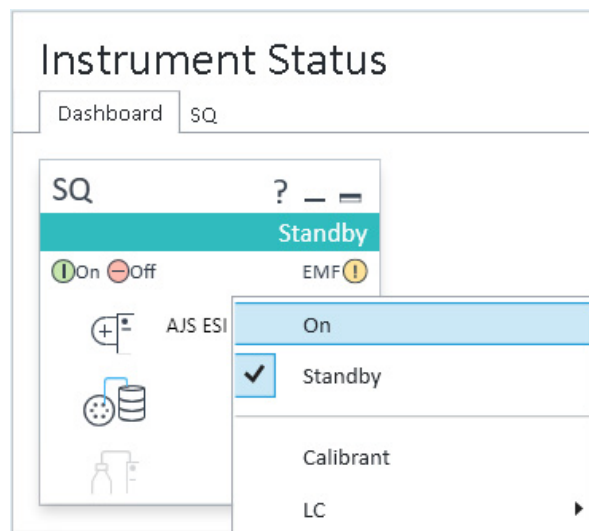 Instrument Status
Dashboard SQ
SQ ?
Standby
On Off EMF
AJS ESI
On
Standby
Calibrant
LC